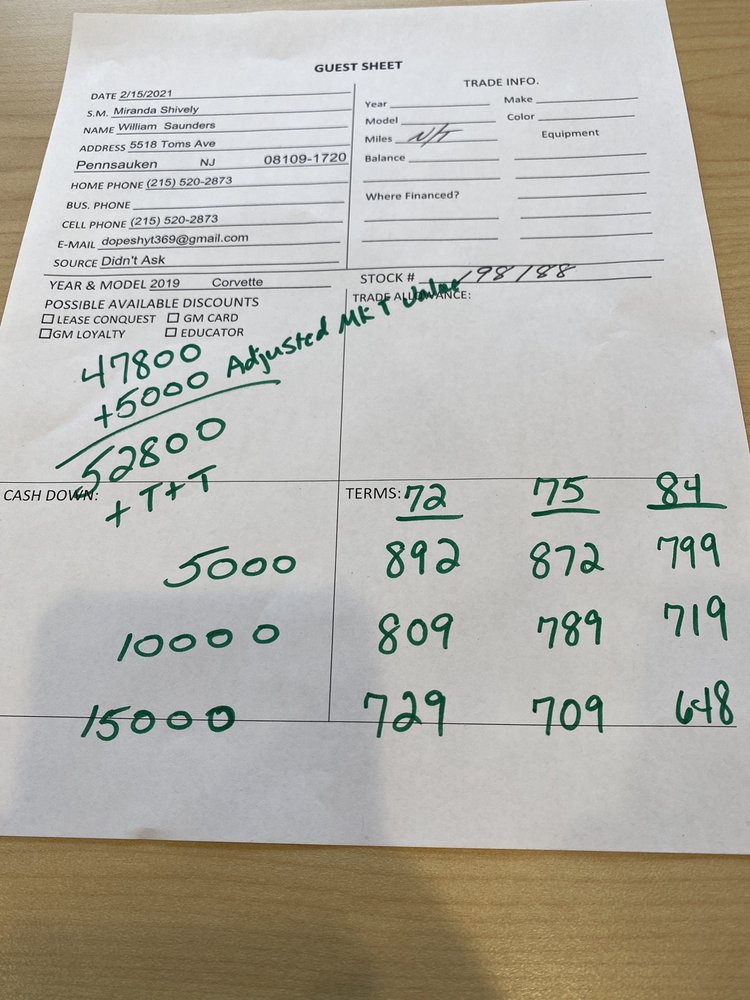 GUEST SHEET
DATE 2/15/2021
S.M. Miranda Shively
NAME William Saunders
ADDRESS 5518 Toms Ave
Pennsauken NJ 08109-1720
HOME PHONE (215) 520-2873
BUS. PHONE
CELL PHONE (215) 520-2873
E-MAIL dopeshyt369@gmail.com
SOURCE Didn't Ask
TRADE INFO.
Year Make
Model Color
Miles N/T Equipment
Balance
Where Financed?
YEAR & MODEL 2019 Corvette
STOCK # 198188
POSSIBLE AVAILABLE DISCOUNTS
LEASE CONQUEST GM CARD
GM LOYALTY EDUCATOR
TRADE ALLOWANCE:
47800
+5000 Adjusted MKT Value
52800
+ T+T
CASH DOWN:
TERMS: 72 75 84
5000 892 872 799
10000 809 789 719
15000 729 709 648